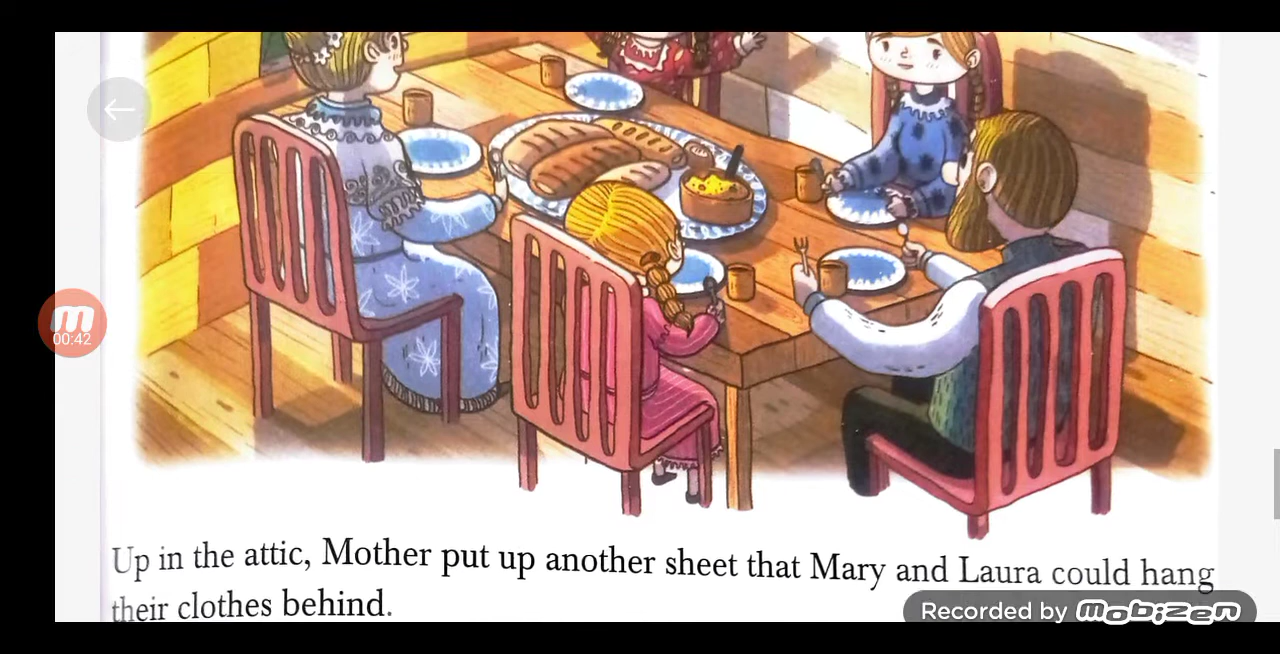 00:42
Up in the attic, Mother put up another sheet that Mary and Laura could hang
their clothes behind.
Recorded by mobizen